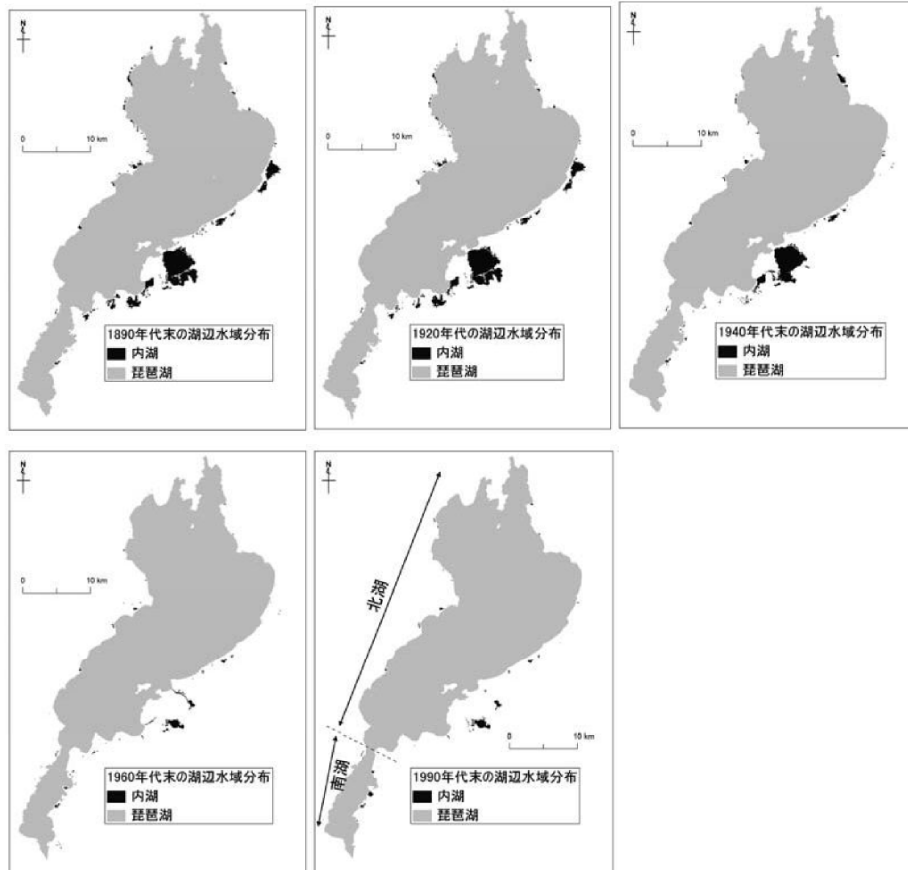 N
0
10 km
1890年代末の湖辺水域分布
内湖
琵琶湖
N
0
10 km
1920年代の湖辺水域分布
内湖
琵琶湖
N
0
10 km
1940年代末の湖辺水域分布
内湖
琵琶湖
N
0
10 km
1960年代末の湖辺水域分布
内湖
琵琶湖
N
北湖
南湖
0
10 km
1990年代末の湖辺水域分布
内湖
琵琶湖